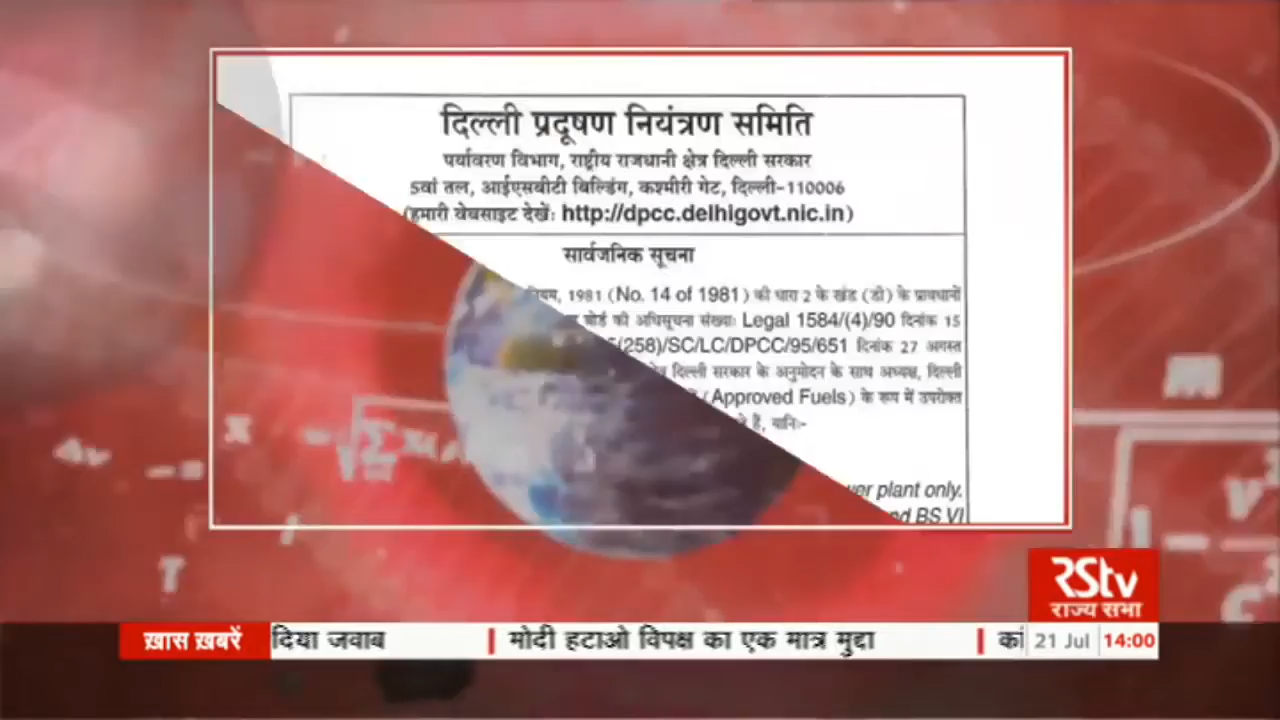 दिल्ली प्रदूषण नियंत्रण समिति
पर्यावरण विभाग, राष्ट्रीय राजधानी क्षेत्र दिल्ली सरकार
5वां तल, आईएसबीटी बिल्डिंग, कश्मीरी गेट, दिल्ली-110006
(हमारी वेबसाइट देखें: http://dpcc.delhigovt.nic.in)
सार्वजनिक सूचना
1981 (No. 14 of 1981) की धारा 2 के खंड (डी) के प्रावधानों
बोर्ड की अधिसूचना संख्या: Legal 1584/(4)/90 दिनांक 15
(258)/SC/LC/DPCC/95/651 दिनांक 27 अगस्त
दिल्ली सरकार के अनुमोदन के साथ अध्यक्ष, दिल्ली
(Approved Fuels) के रूप में उपरोक्त
हैं, यानि:-
plant only.
BS VI
RStv
राज्य सभा
ख़ास ख़बरें दिया जवाब | मोदी हटाओ विपक्ष का एक मात्र मुद्दा | कां 21 Jul 14:00